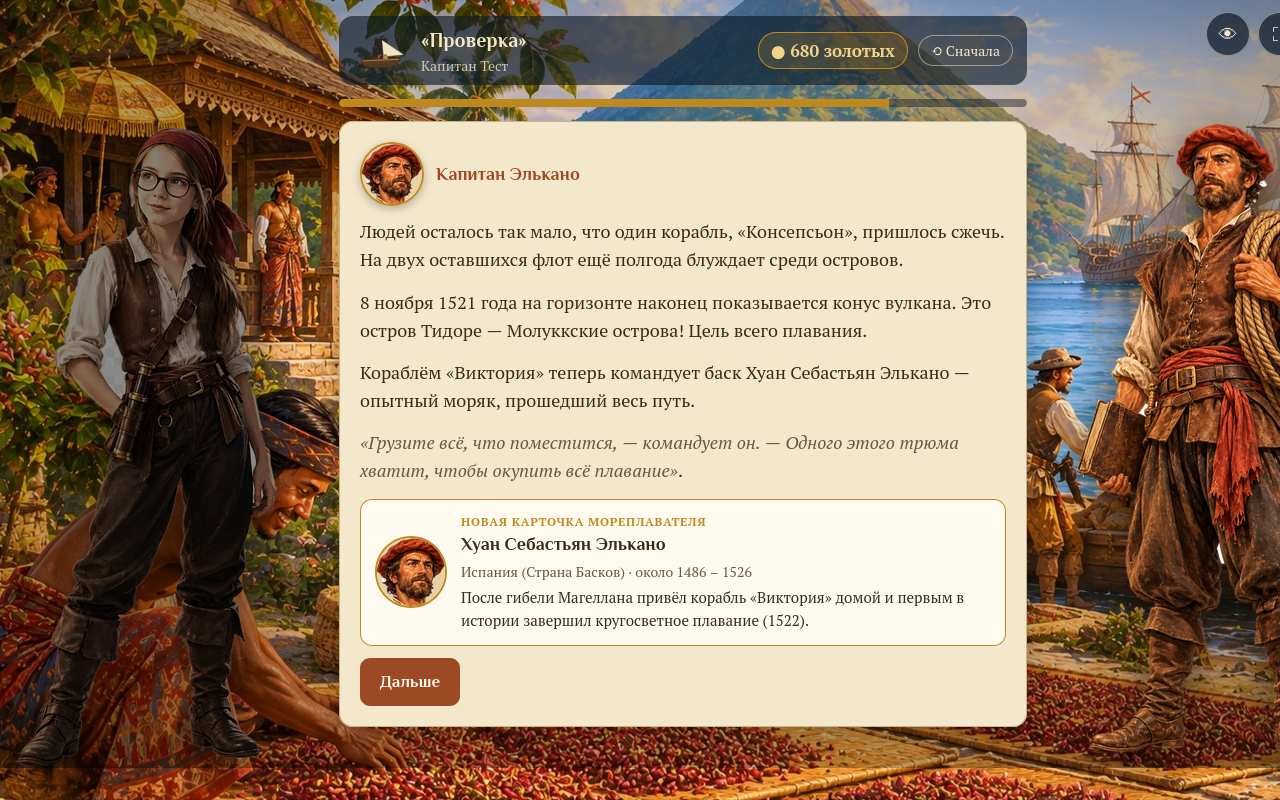 «Проверка»
Капитан Тест
680 золотых
⟲ Сначала
Капитан Элькано
Людей осталось так мало, что один корабль, «Консепсьон», пришлось сжечь.
На двух оставшихся флот ещё полгода блуждает среди островов.
8 ноября 1521 года на горизонте наконец показывается конус вулкана. Это
остров Тидоре — Молуккские острова! Цель всего плавания.
Кораблём «Виктория» теперь командует баск Хуан Себастьян Элькано —
опытный моряк, прошедший весь путь.
«Грузите всё, что поместится, — командует он. — Одного этого трюма
хватит, чтобы окупить всё плавание».
НОВАЯ КАРТОЧКА МОРЕПЛАВАТЕЛЯ
Хуан Себастьян Элькано
Испания (Страна Басков) · около 1486 – 1526
После гибели Магеллана привёл корабль «Виктория» домой и первым в
истории завершил кругосветное плавание (1522).
Дальше